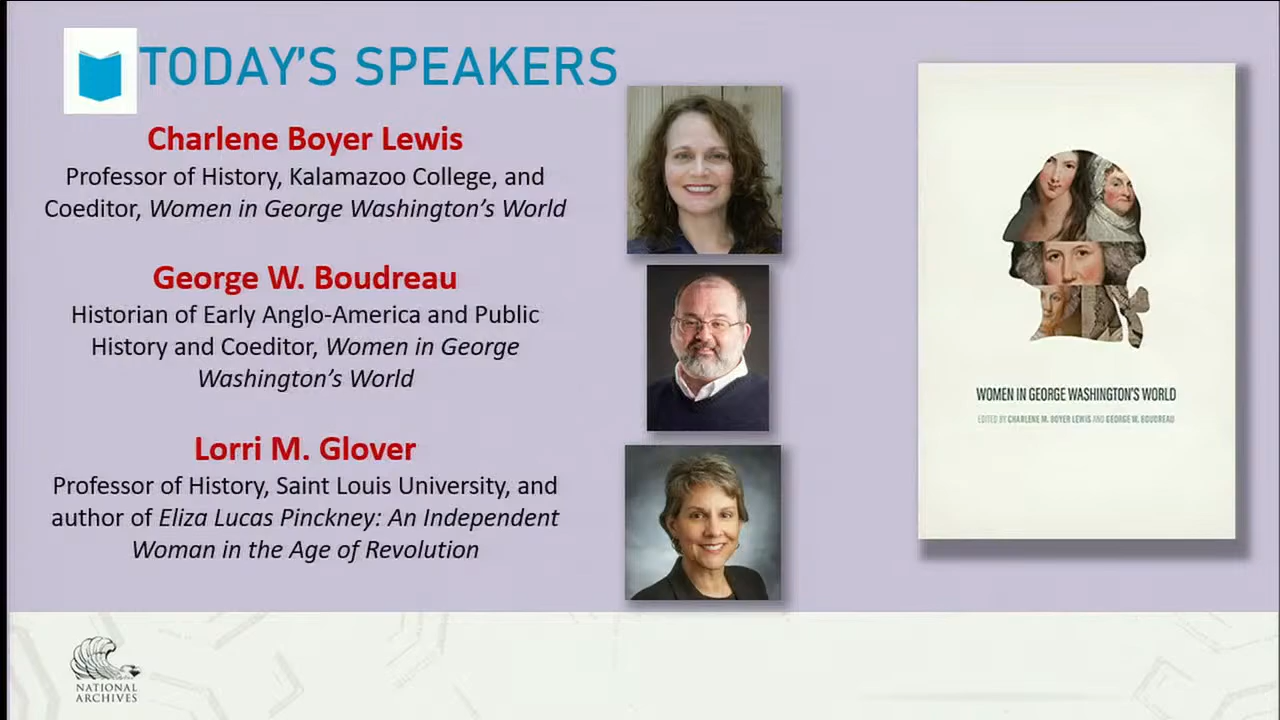 TODAY'S SPEAKERS
Charlene Boyer Lewis
Professor of History, Kalamazoo College, and
Coeditor, Women in George Washington's World
George W. Boudreau
Historian of Early Anglo-America and Public
History and Coeditor, Women in George
Washington's World
Lorri M. Glover
Professor of History, Saint Louis University, and
author of Eliza Lucas Pinckney: An Independent
Woman in the Age of Revolution
WOMEN IN GEORGE WASHINGTON'S WORLD
EDITED BY CHARLENE M. BOYER LEWIS AND GEORGE W. BOUDREAU
NATIONAL
ARCHIVES